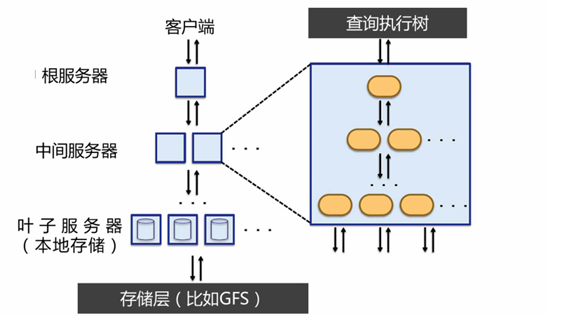 客户端
查询执行树
根服务器
中间服务器
叶子服务器
（本地存储）
存储层（比如GFS）